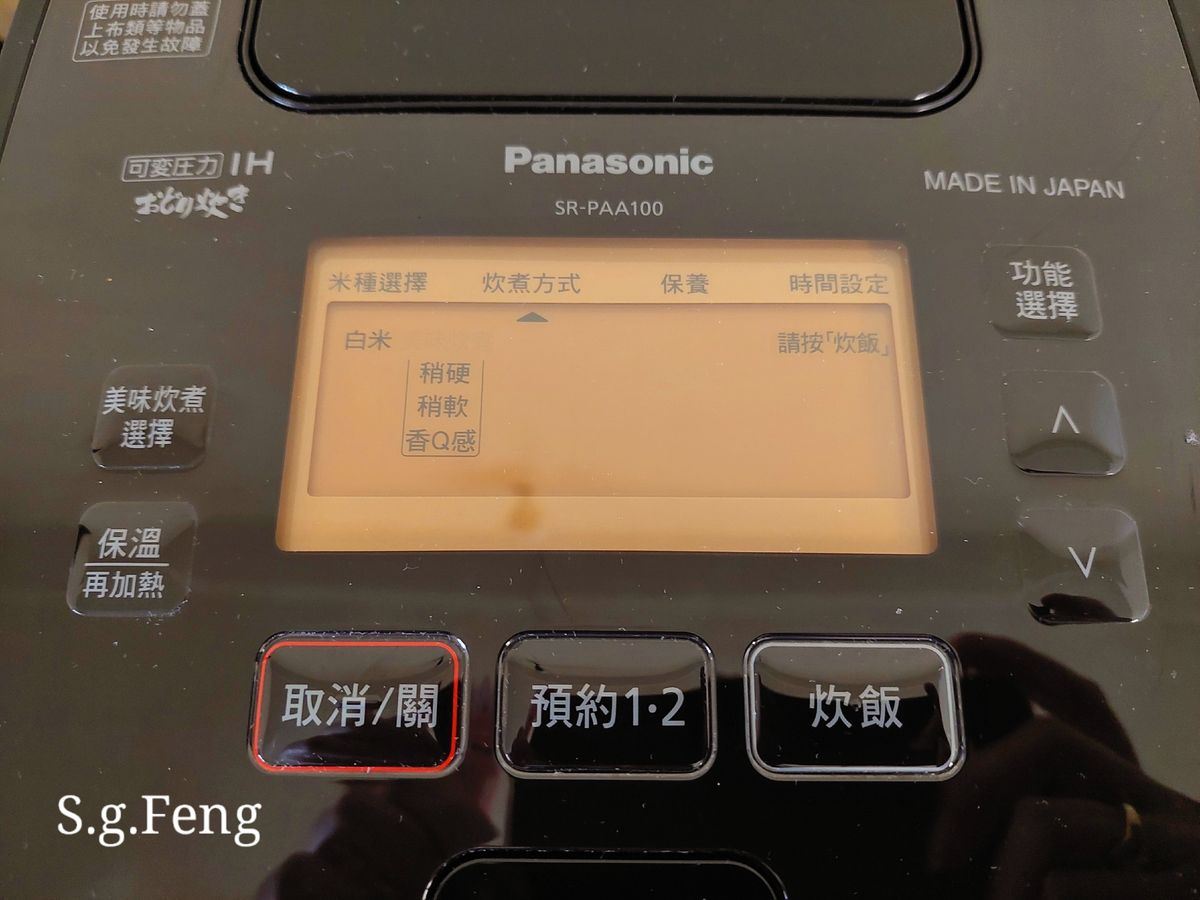 使用時請勿蓋
上布類等物品
以免發生故障
可変圧力 IH
おどり炊き
Panasonic
SR-PAA100
MADE IN JAPAN
米種選擇 炊煮方式 保養 時間設定
白米 請按「炊飯」
稍硬
稍軟
香Q感
功能
選擇
美味炊煮
選擇
∧
保溫
再加熱
∨
取消/關 預約1·2 炊飯
S.g.Feng